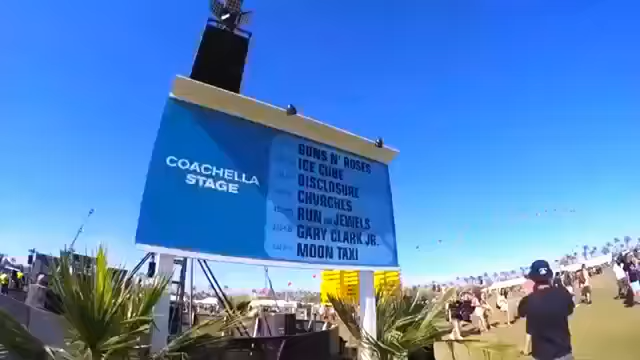 COACHELLA
STAGE
GUNS N' ROSES
ICE CUBE
DISCLOSURE
CHVRCHES
RUN THE JEWELS
GARY CLARK JR.
MOON TAXI